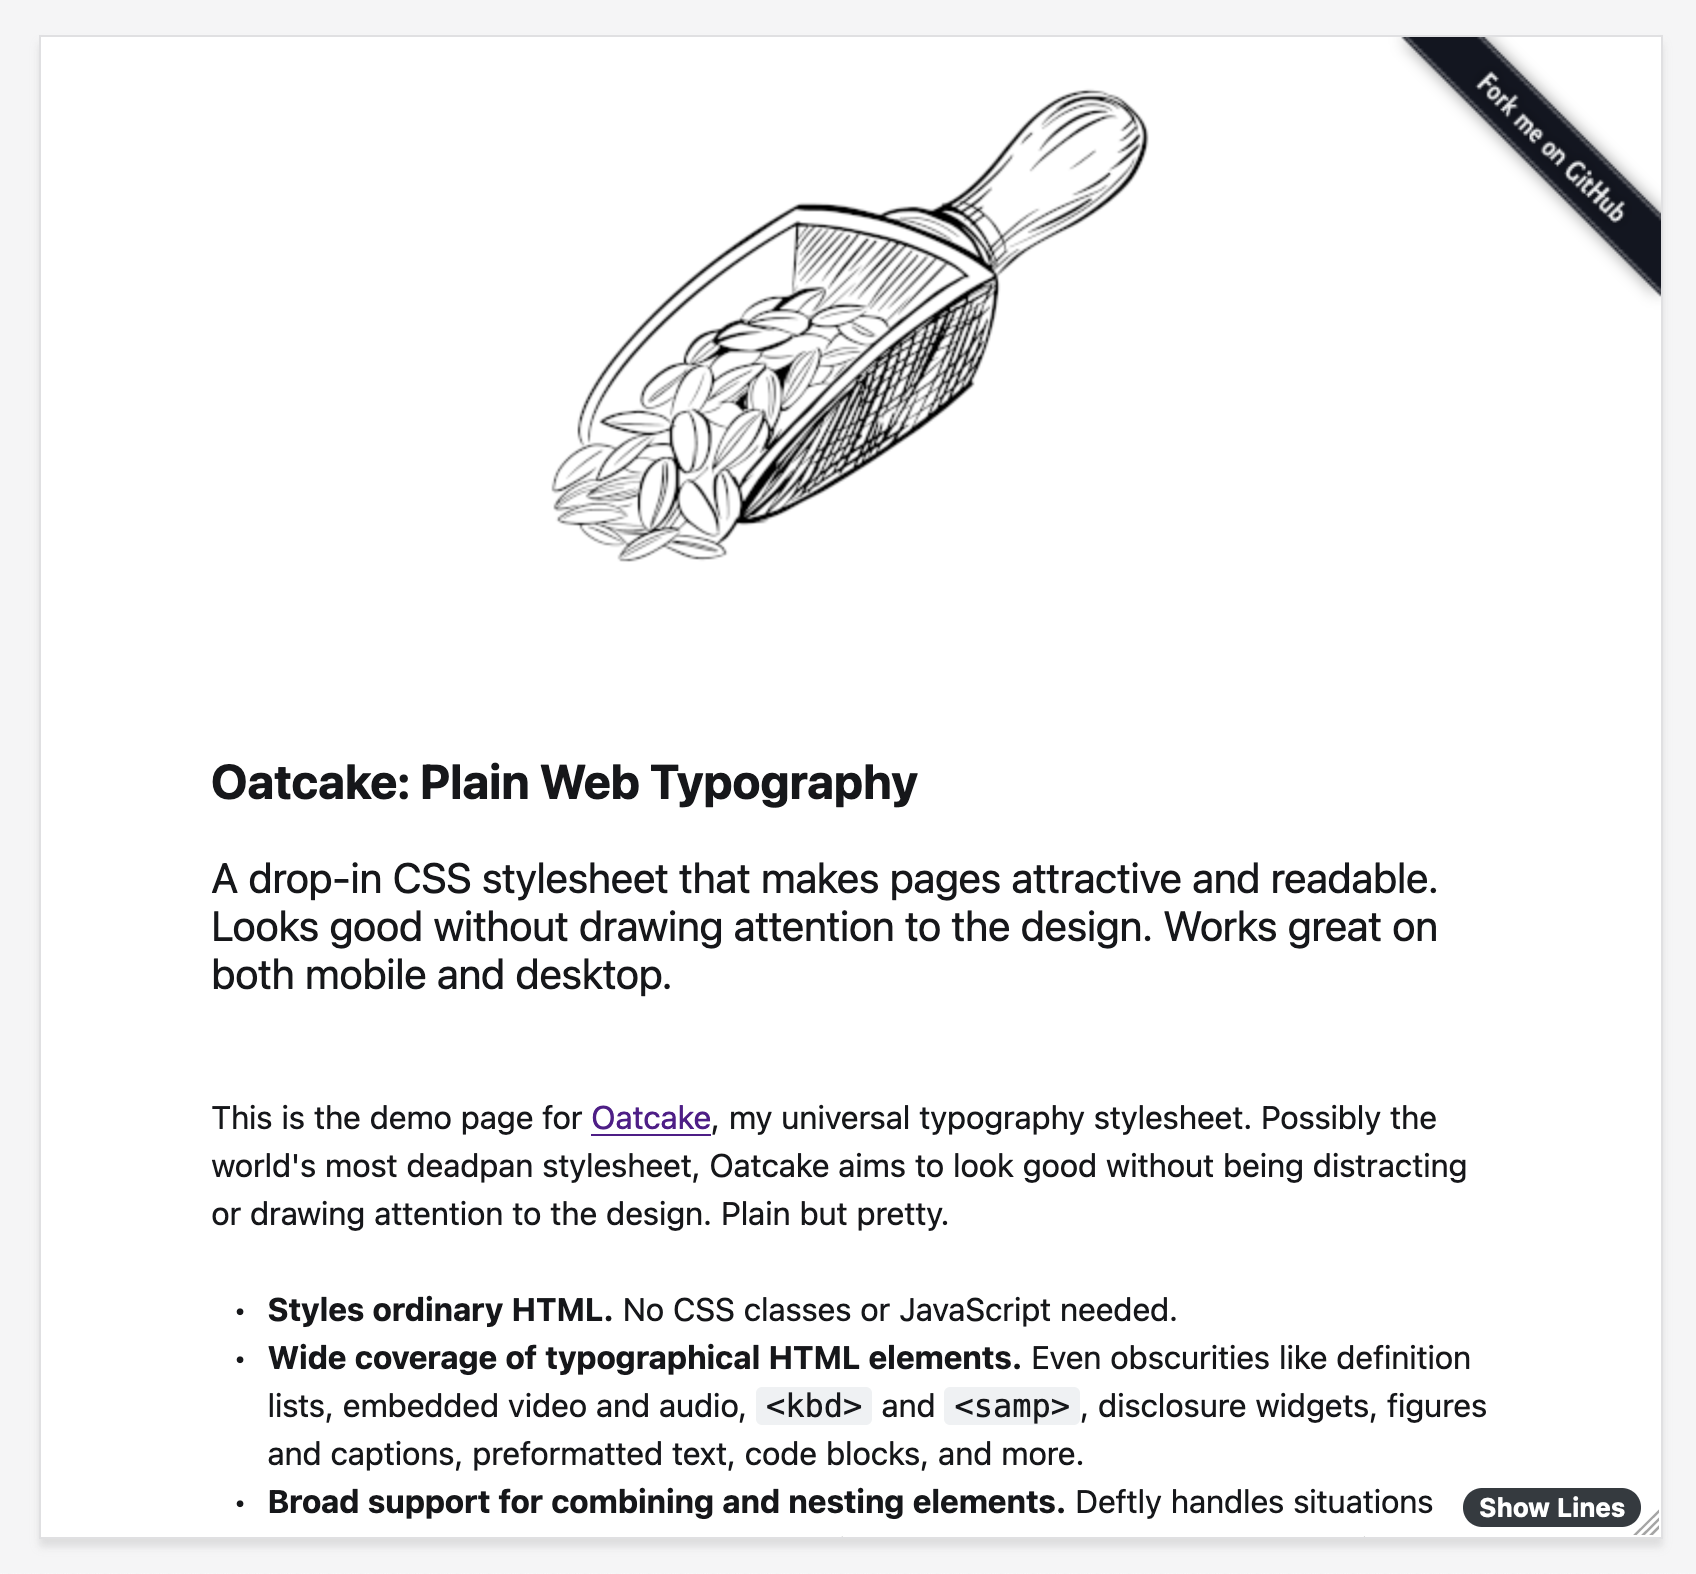 Fork me on GitHub
Oatcake: Plain Web Typography
A drop-in CSS stylesheet that makes pages attractive and readable.
Looks good without drawing attention to the design. Works great on
both mobile and desktop.
This is the demo page for Oatcake, my universal typography stylesheet. Possibly the
world's most deadpan stylesheet, Oatcake aims to look good without being distracting
or drawing attention to the design. Plain but pretty.
• Styles ordinary HTML. No CSS classes or JavaScript needed.
• Wide coverage of typographical HTML elements. Even obscurities like definition
lists, embedded video and audio, <kbd> and <samp>, disclosure widgets, figures
and captions, preformatted text, code blocks, and more.
• Broad support for combining and nesting elements. Deftly handles situations
Show Lines